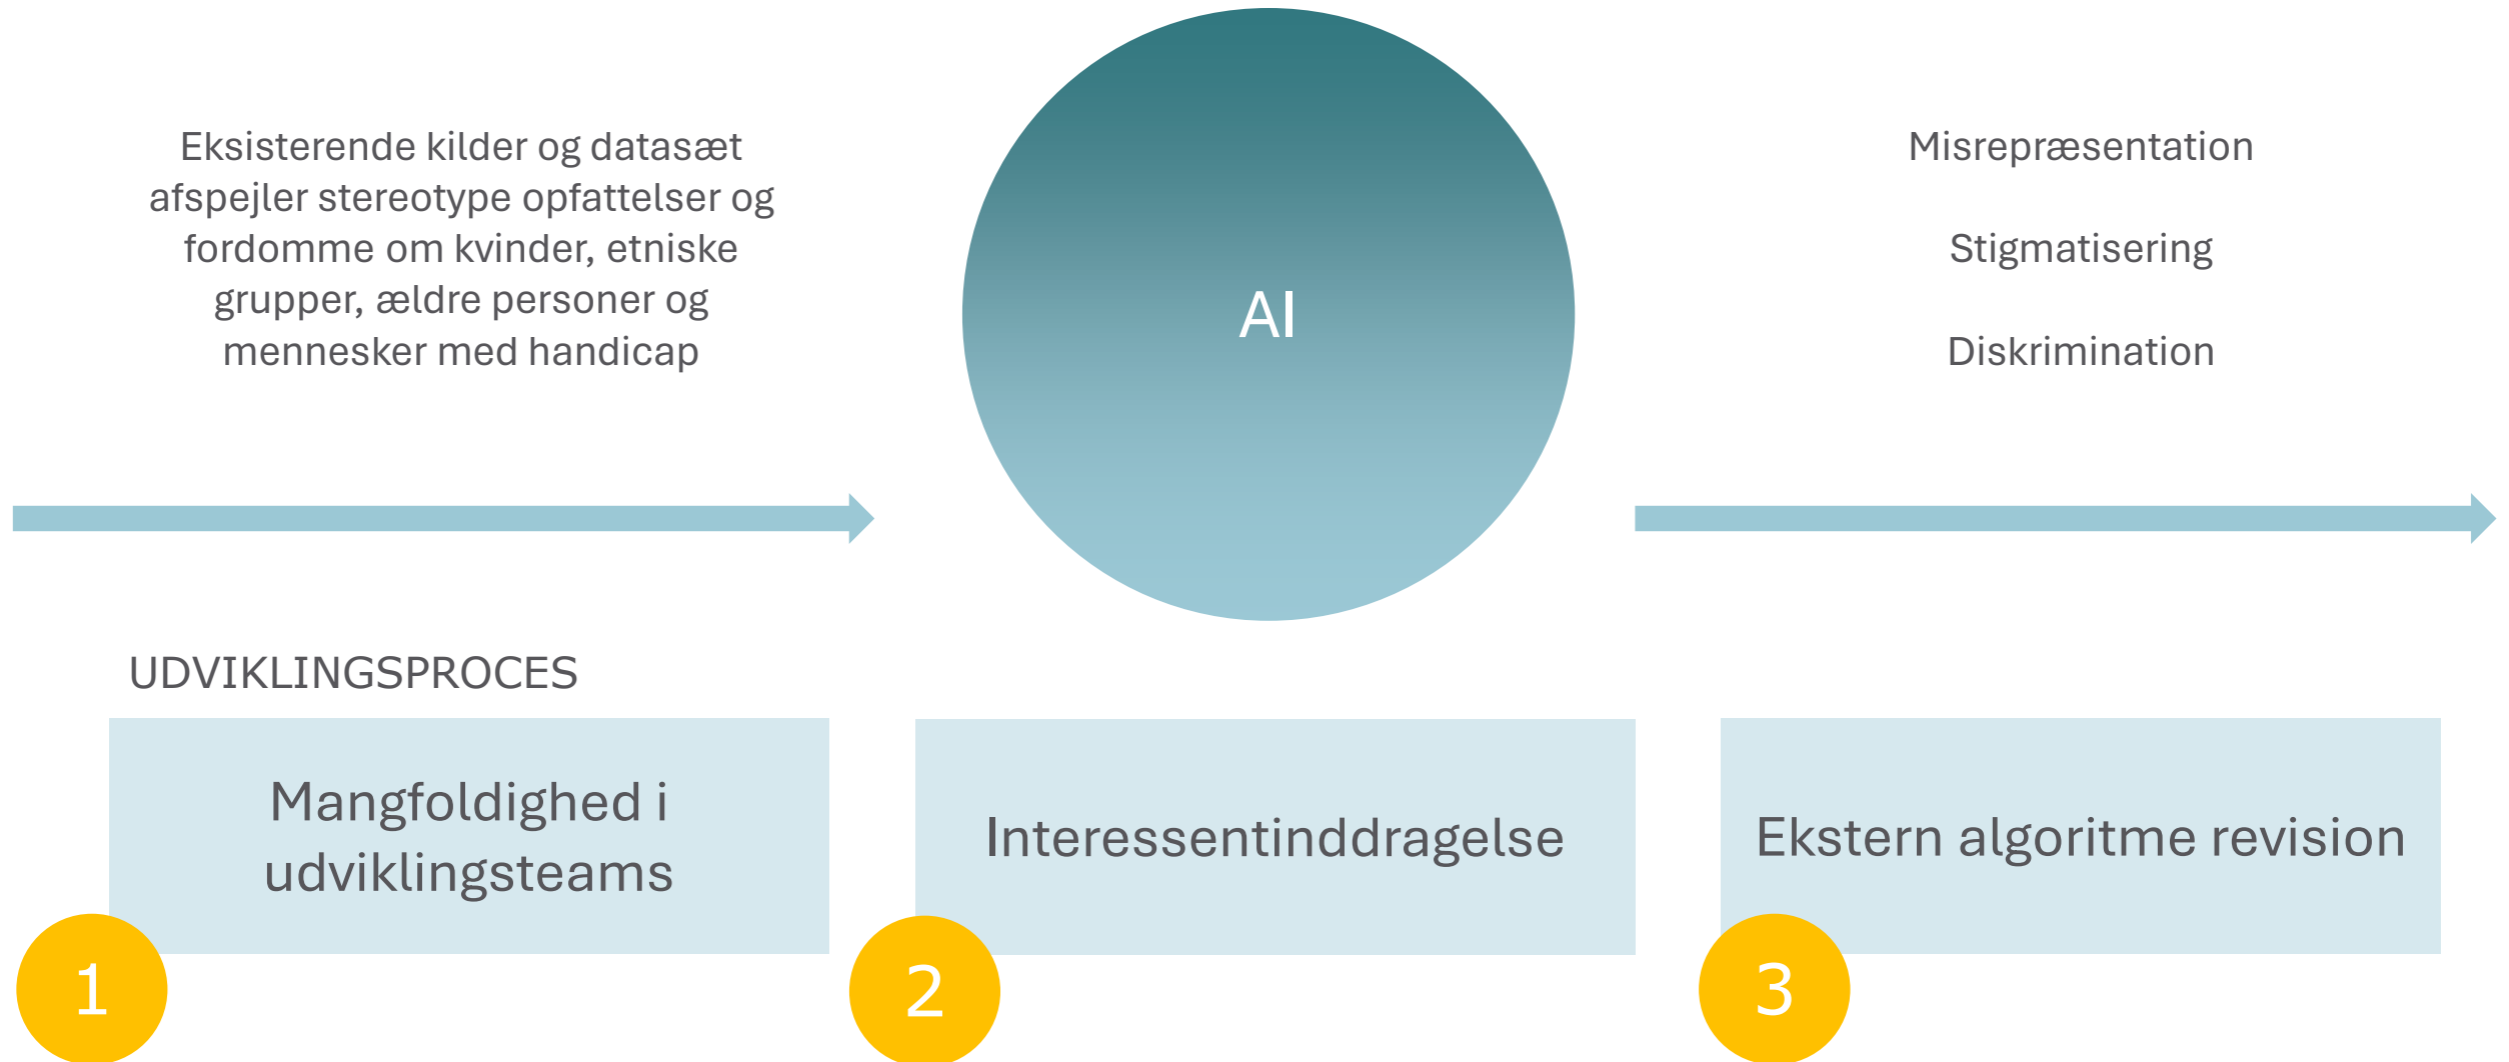 Eksisterende kilder og datasæt
afspejler stereotype opfattelser og
fordomme om kvinder, etniske
grupper, ældre personer og
mennesker med handicap
AI
Misrepræsentation
Stigmatisering
Diskrimination
UDVIKLINGSPROCES
Mangfoldighed i
udviklingsteams
1
Interessentinddragelse
2
Ekstern algoritme revision
3